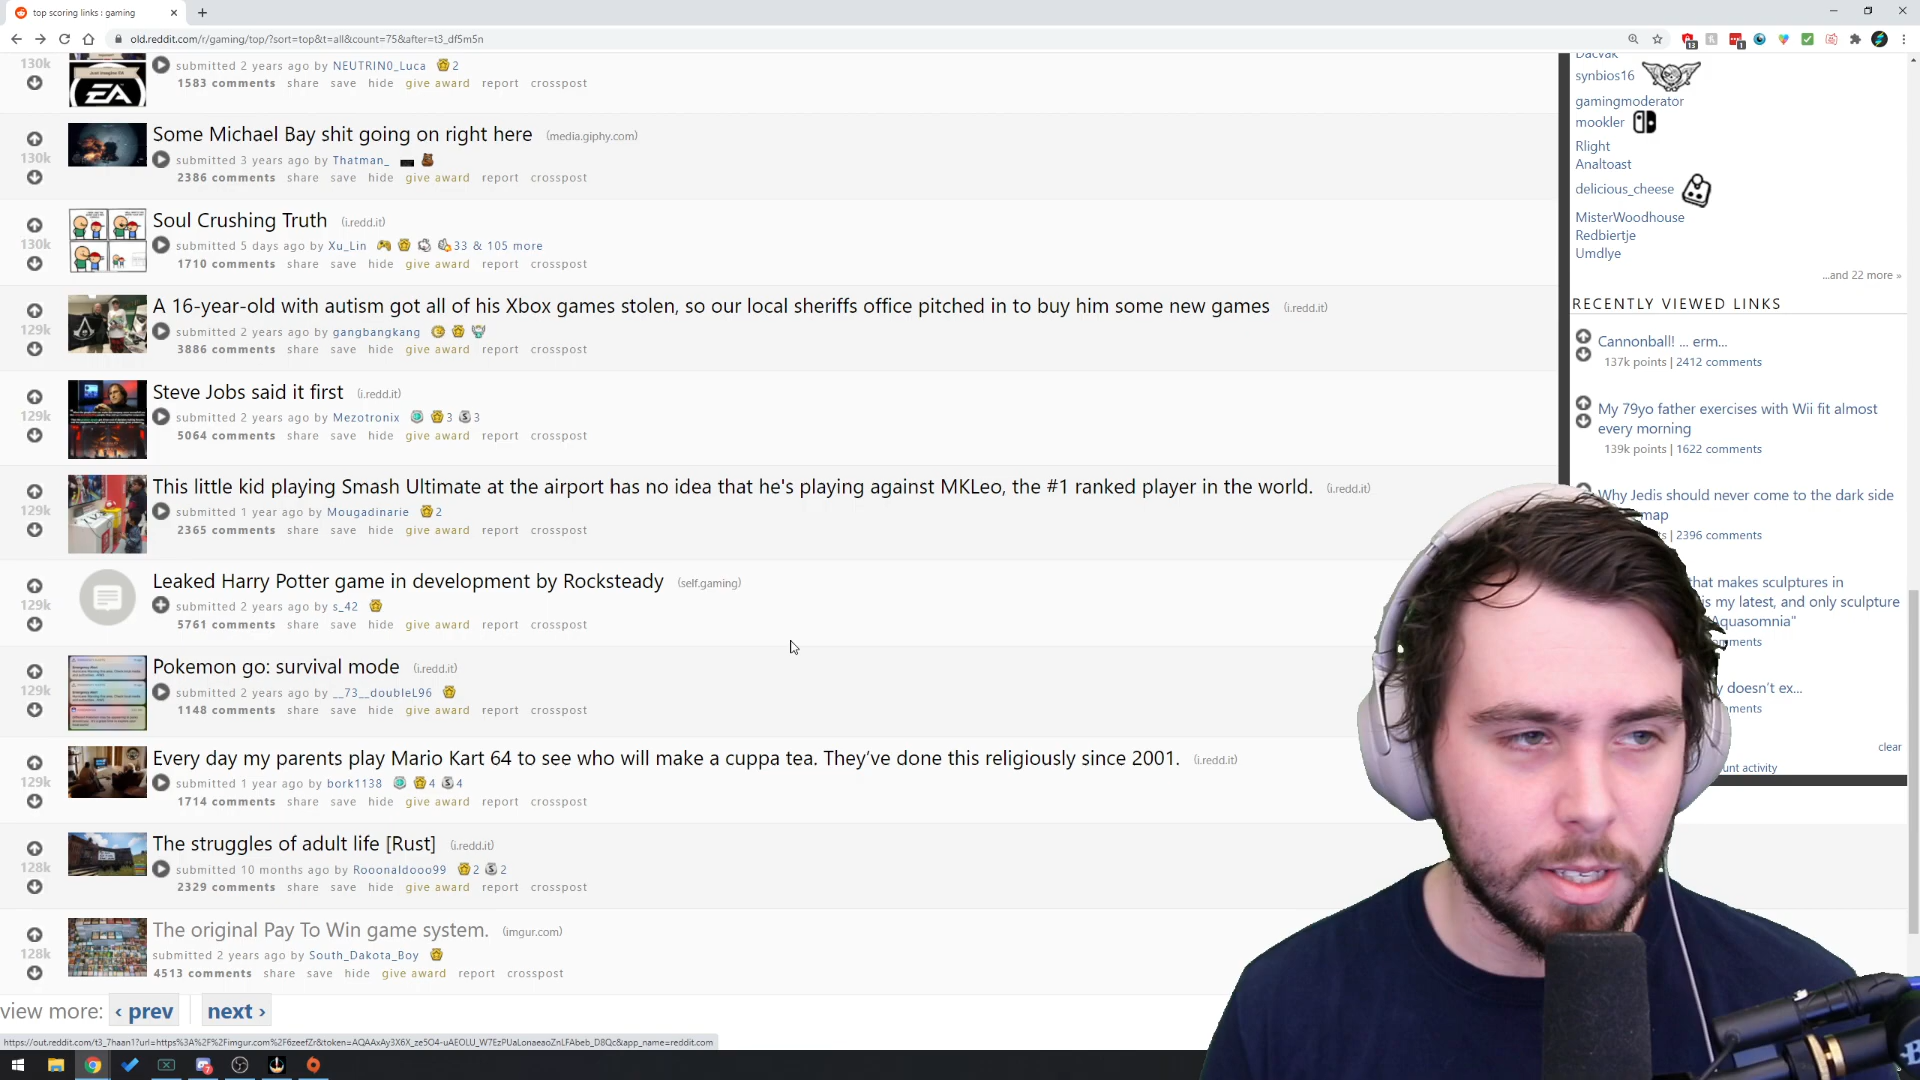 top scoring links : gaming
old.reddit.com/r/gaming/top/?sort=top&t=all&count=75&after=t3_df5m5n
130k
submitted 2 years ago by NEUTRIN0_Luca 2
1583 comments share save hide give award report crosspost
EA
Some Michael Bay shit going on right here (media.giphy.com)
130k
submitted 3 years ago by Thatman_
2386 comments share save hide give award report crosspost
Soul Crushing Truth (i.redd.it)
130k
submitted 5 days ago by Xu_Lin 33 & 105 more
1710 comments share save hide give award report crosspost
A 16-year-old with autism got all of his Xbox games stolen, so our local sheriffs office pitched in to buy him some new games (i.redd.it)
129k
submitted 2 years ago by gangbangkang
3886 comments share save hide give award report crosspost
Steve Jobs said it first (i.redd.it)
129k
submitted 2 years ago by Mezotronix 3 3
5064 comments share save hide give award report crosspost
This little kid playing Smash Ultimate at the airport has no idea that he's playing against MKLeo, the #1 ranked player in the world. (i.redd.it)
129k
submitted 1 year ago by Mougadinarie 2
2365 comments share save hide give award report crosspost
Leaked Harry Potter game in development by Rocksteady (self.gaming)
129k
submitted 2 years ago by s_42
5761 comments share save hide give award report crosspost
Pokemon go: survival mode (i.redd.it)
129k
submitted 2 years ago by __73__doubleL96
1148 comments share save hide give award report crosspost
Every day my parents play Mario Kart 64 to see who will make a cuppa tea. They've done this religiously since 2001. (i.redd.it)
129k
submitted 1 year ago by bork1138 4 4
1714 comments share save hide give award report crosspost
The struggles of adult life [Rust] (i.redd.it)
128k
submitted 10 months ago by Rooonaldooo99 2 2
2329 comments share save hide give award report crosspost
The original Pay To Win game system. (imgur.com)
128k
submitted 2 years ago by South_Dakota_Boy
4513 comments share save hide give award report crosspost
view more: ‹ prev next ›
Dacvak
synbios16
gamingmoderator
mookler
Rlight
Analtoast
delicious_cheese
MisterWoodhouse
Redbiertje
Umdlye
...and 22 more »
RECENTLY VIEWED LINKS
Cannonball! ... erm...
137k points | 2412 comments
My 79yo father exercises with Wii fit almost
every morning
139k points | 1622 comments
Why Jedis should never come to the dark side
map
| 2396 comments
that makes sculptures in
is my latest, and only sculpture
Aquasomnia"
doesn't ex...
clear
activity